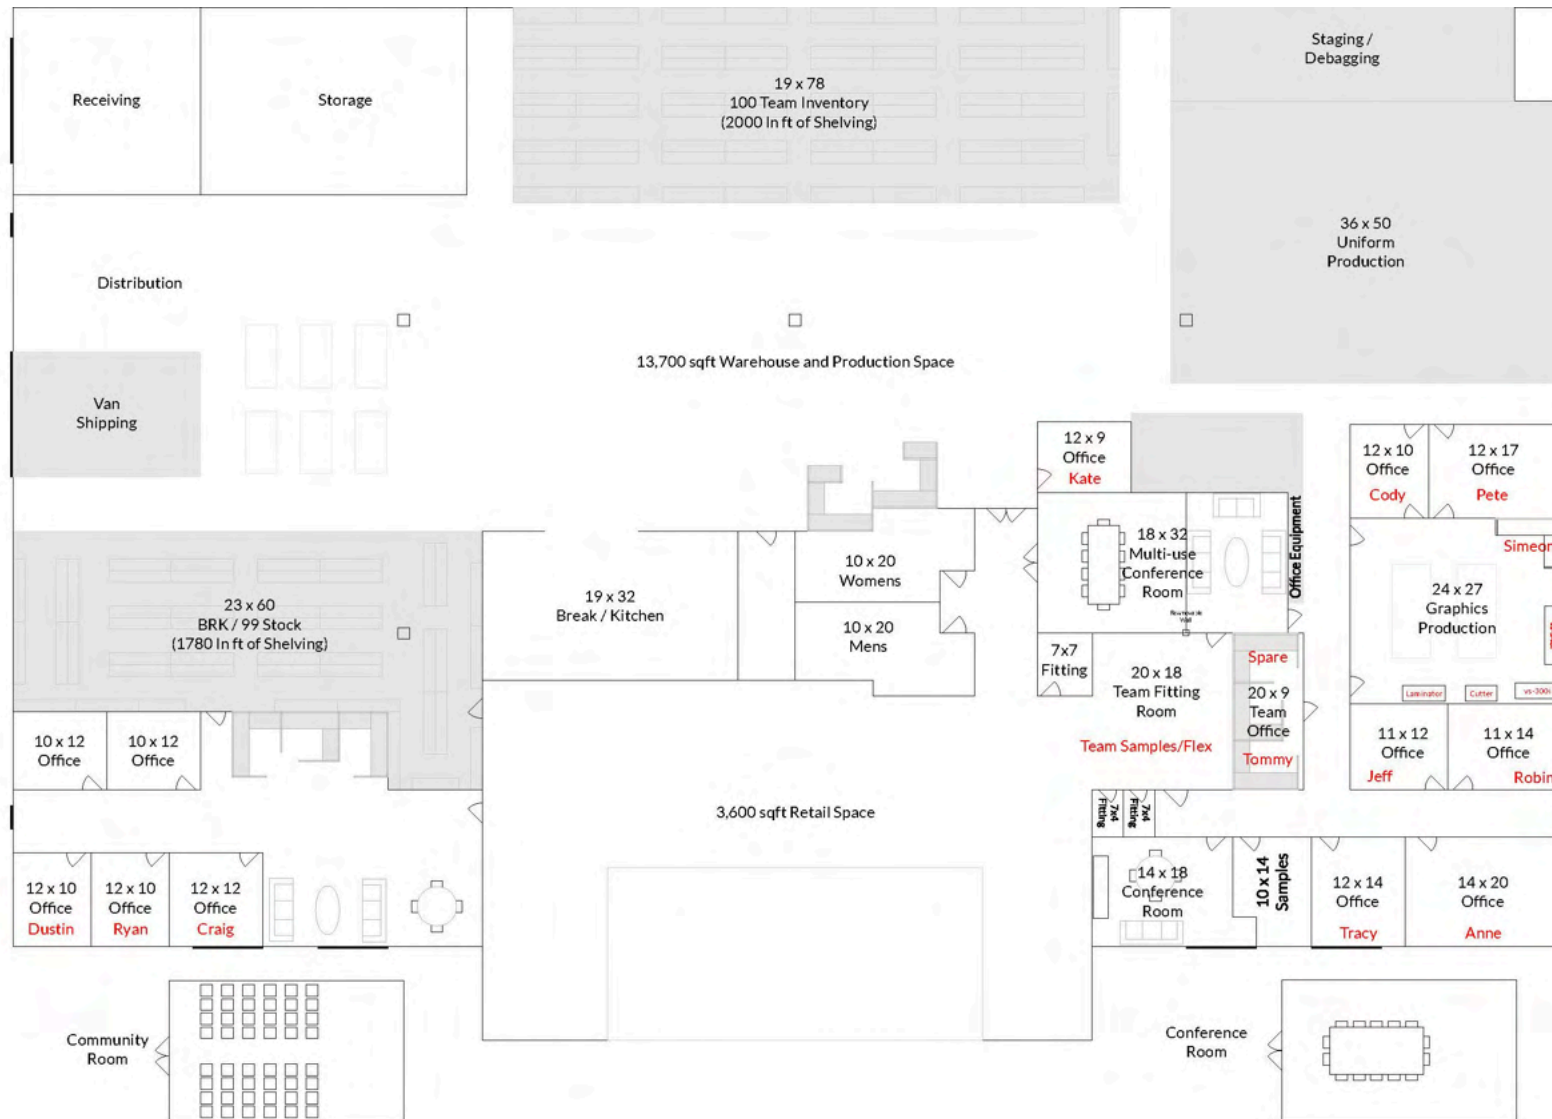 Receiving
Storage
19 x 78
100 Team Inventory
(2000 ln ft of Shelving)
Staging /
Debagging
36 x 50
Uniform
Production
Distribution
13,700 sqft Warehouse and Production Space
Van
Shipping
12 x 9
Office
Kate
12 x 10
Office
Cody
12 x 17
Office
Pete
Office Equipment
18 x 32
Multi-use
Conference
Room
Wall
Simeon
24 x 27
Graphics
Production
Laminator
Cutter
vs-300i
23 x 60
BRK / 99 Stock
(1780 ln ft of Shelving)
19 x 32
Break / Kitchen
10 x 20
Womens
10 x 20
Mens
7x7
Fitting
20 x 18
Team Fitting
Room
Team Samples/Flex
Spare
20 x 9
Team
Office
Tommy
10 x 12
Office
10 x 12
Office
11 x 12
Office
Jeff
11 x 14
Office
Robin
3,600 sqft Retail Space
7x4
Fitting
7x4
Fitting
12 x 10
Office
Dustin
12 x 10
Office
Ryan
12 x 12
Office
Craig
14 x 18
Conference
Room
10 x 14
Samples
12 x 14
Office
Tracy
14 x 20
Office
Anne
Community
Room
Conference
Room